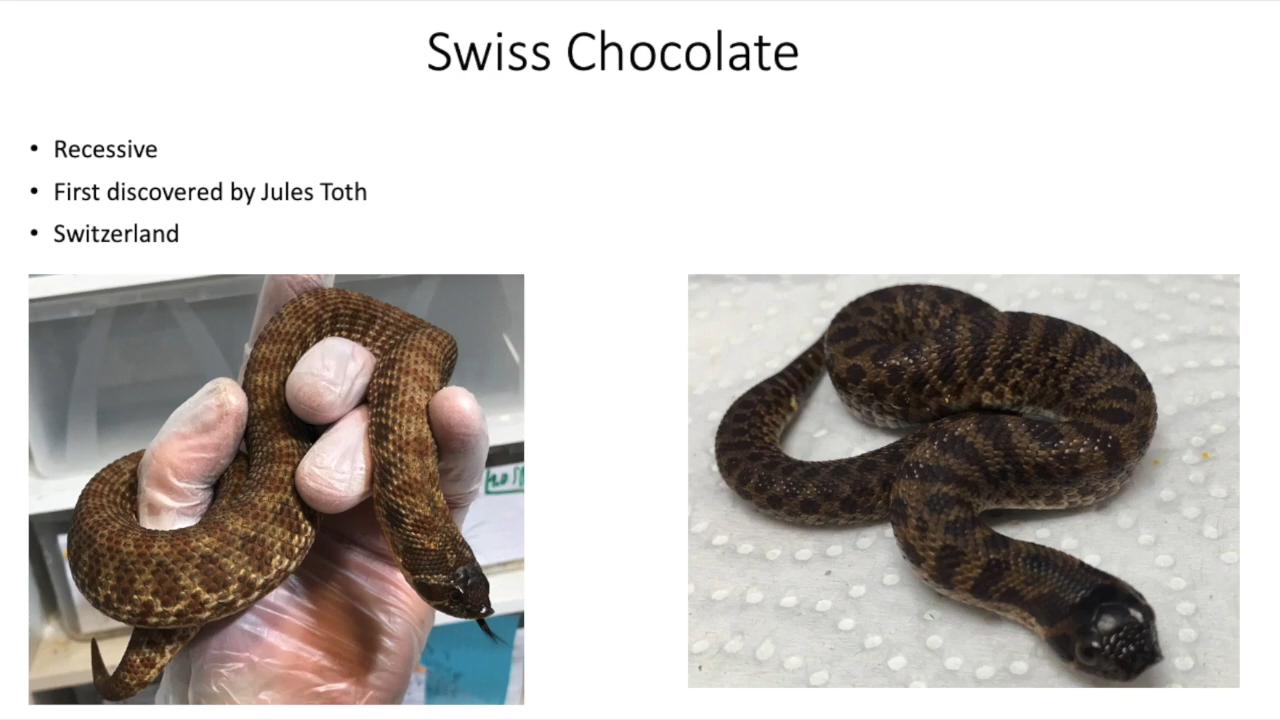 Swiss Chocolate
• Recessive
• First discovered by Jules Toth
• Switzerland